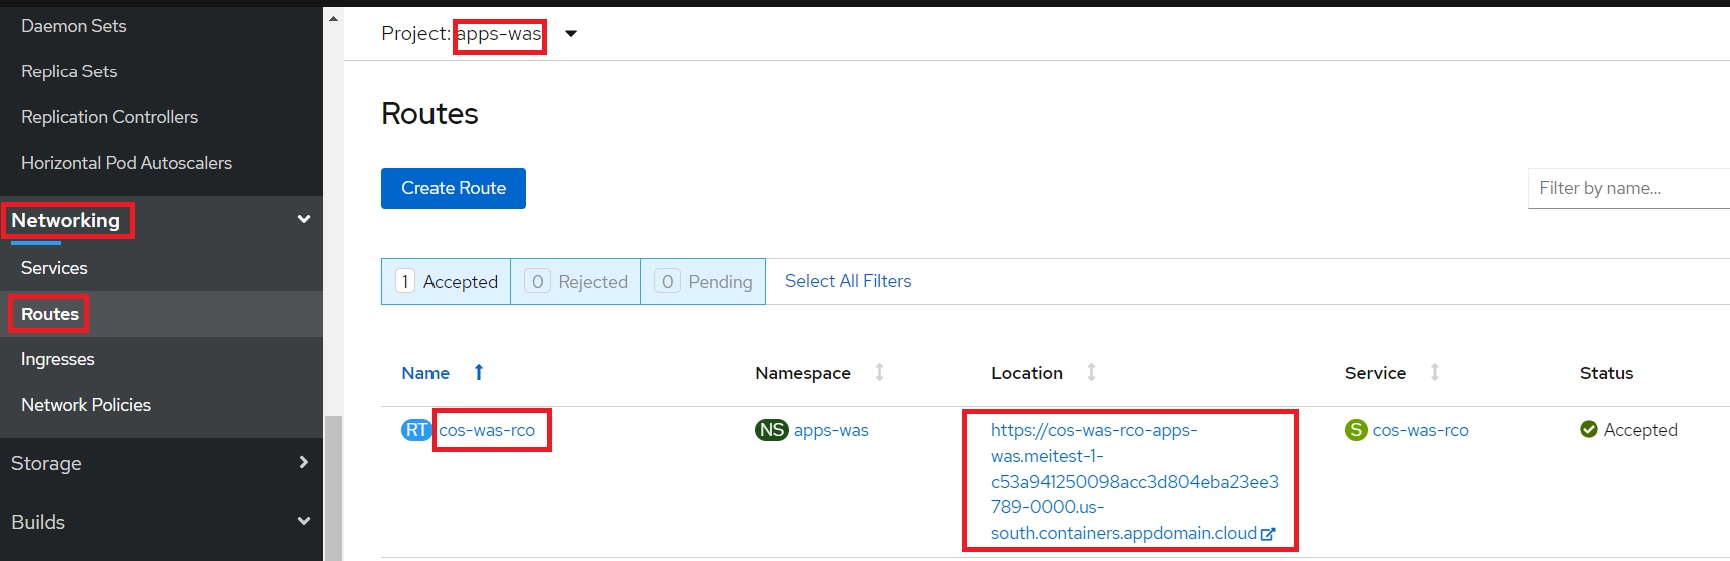 Daemon Sets
Replica Sets
Replication Controllers
Horizontal Pod Autoscalers
Networking
Services
Routes
Ingresses
Network Policies
Storage
Builds
Project: apps-was
Routes
Create Route
Filter by name...
1 Accepted 0 Rejected 0 Pending Select All Filters
Name Namespace Location Service Status
RT cos-was-rco NS apps-was https://cos-was-rco-apps- S cos-was-rco Accepted
was.meitest-1-
c53a941250098acc3d804eba23ee3
789-0000.us-
south.containers.appdomain.cloud